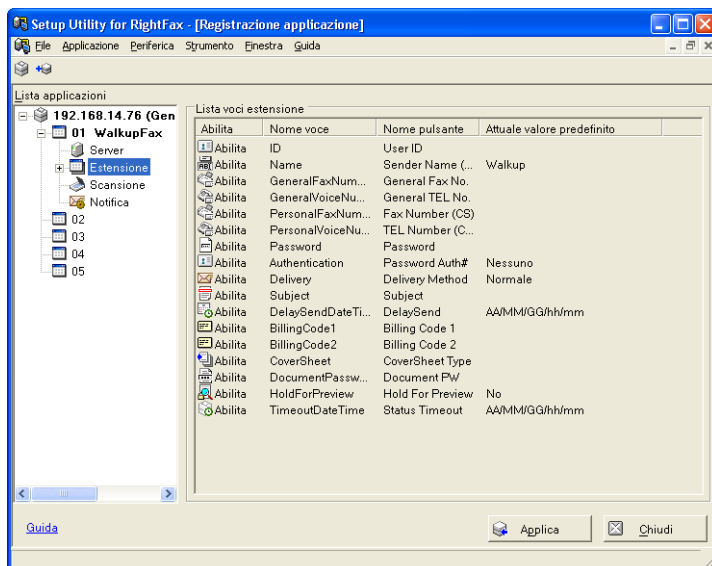 Setup Utility for RightFax - [Registrazione applicazione]
File Applicazione Periferica Strumento Finestra Guida
Lista applicazioni
192.168.14.76 (Gen
01 WalkupFax
Server
Estensione
Scansione
Notifica
02
03
04
05
Lista voci estensione
Abilita Nome voce Nome pulsante Attuale valore predefinito
Abilita ID User ID
Abilita Name Sender Name (... Walkup
Abilita GeneralFaxNum... General Fax No.
Abilita GeneralVoiceNu... General TEL No.
Abilita PersonalFaxNum... Fax Number (CS)
Abilita PersonalVoiceNu... TEL Number (C...
Abilita Password Password
Abilita Authentication Password Auth# Nessuno
Abilita Delivery Delivery Method Normale
Abilita Subject Subject
Abilita DelaySendDateTi... DelaySend AA/MM/GG/hh/mm
Abilita BillingCode1 Billing Code 1
Abilita BillingCode2 Billing Code 2
Abilita CoverSheet CoverSheet Type
Abilita DocumentPassw... Document PW
Abilita HoldForPreview Hold For Preview No
Abilita TimeoutDateTime Status Timeout AA/MM/GG/hh/mm
Guida
Applica
Chiudi